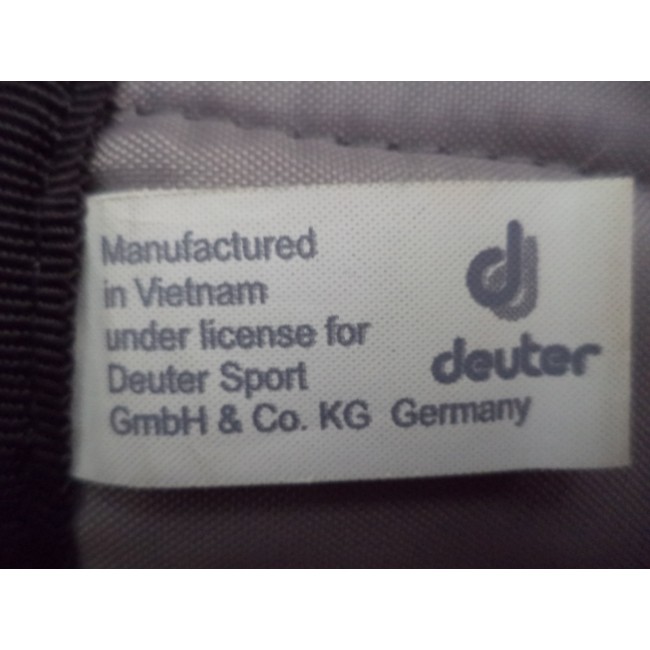 Manufactured
in Vietnam
under license for
Deuter Sport
GmbH & Co. KG Germany
d
deuter